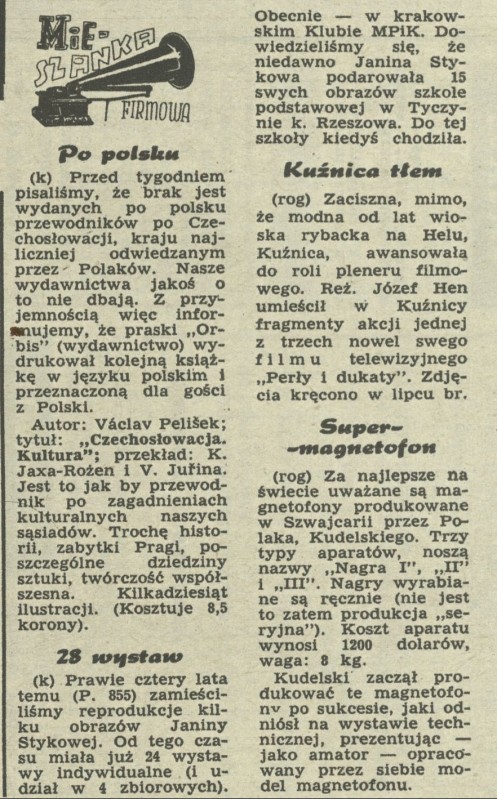 MiE-
SZANKA
FIRMOWA
Po polsku
(k) Przed tygodniem
pisaliśmy, że brak jest
wydanych po polsku
przewodników po Cze-
chosłowacji, kraju naj-
liczniej odwiedzanym
przez Polaków. Nasze
wydawnictwa jakoś o
to nie dbają. Z przy-
jemnością więc infor-
mujemy, że praski „Or-
bis” (wydawnictwo) wy-
drukował kolejną książ-
kę w języku polskim i
przeznaczoną dla gości
z Polski.
Autor: Václav Pelišek;
tytuł: „Czechosłowacja.
Kultura”; przekład: K.
Jaxa-Rożen i V. Juřina.
Jest to jak by przewod-
nik po zagadnieniach
kulturalnych naszych
sąsiadów. Trochę histo-
rii, zabytki Pragi, po-
szczególne dziedziny
sztuki, twórczość współ-
szesna. Kilkadziesiąt
ilustracji. (Kosztuje 8,5
korony).
28 wystaw
(k) Prawie cztery lata
temu (P. 855) zamieści-
liśmy reprodukcje kil-
ku obrazów Janiny
Stykowej. Od tego cza-
su miała już 24 wysta-
wy indywidualne (i u-
dział w 4 zbiorowych).
Obecnie — w krakow-
skim Klubie MPiK. Do-
wiedzieliśmy się, że
niedawno Janina Sty-
kowa podarowała 15
swych obrazów szkole
podstawowej w Tyczy-
nie k. Rzeszowa. Do tej
szkoły kiedyś chodziła.
Kuźnica tłem
(rog) Zaciszna, mimo,
że modna od lat wio-
ska rybacka na Helu,
Kuźnica, awansowała
do roli pleneru filmo-
wego. Reż. Józef Hen
umieścił w Kuźnicy
fragmenty akcji jednej
z trzech nowel swego
filmu telewizyjnego
„Perły i dukaty”. Zdję-
cia kręcono w lipcu br.
Super-
-magnetofon
(rog) Za najlepsze na
świecie uważane są ma-
gnetofony produkowane
w Szwajcarii przez Po-
laka, Kudelskiego. Trzy
typy aparatów, noszą
nazwy „Nagra I”, „II”
i „III”. Nagry wyrabia-
ne są ręcznie (nie jest
to zatem produkcja „se-
ryjna”). Koszt aparatu
wynosi 1200 dolarów,
waga: 8 kg.
Kudelski zaczął pro-
dukować te magnetofo-
ny po sukcesie, jaki od-
niósł na wystawie tech-
nicznej, prezentując —
jako amator — opraco-
wany przez siebie mo-
del magnetofonu.